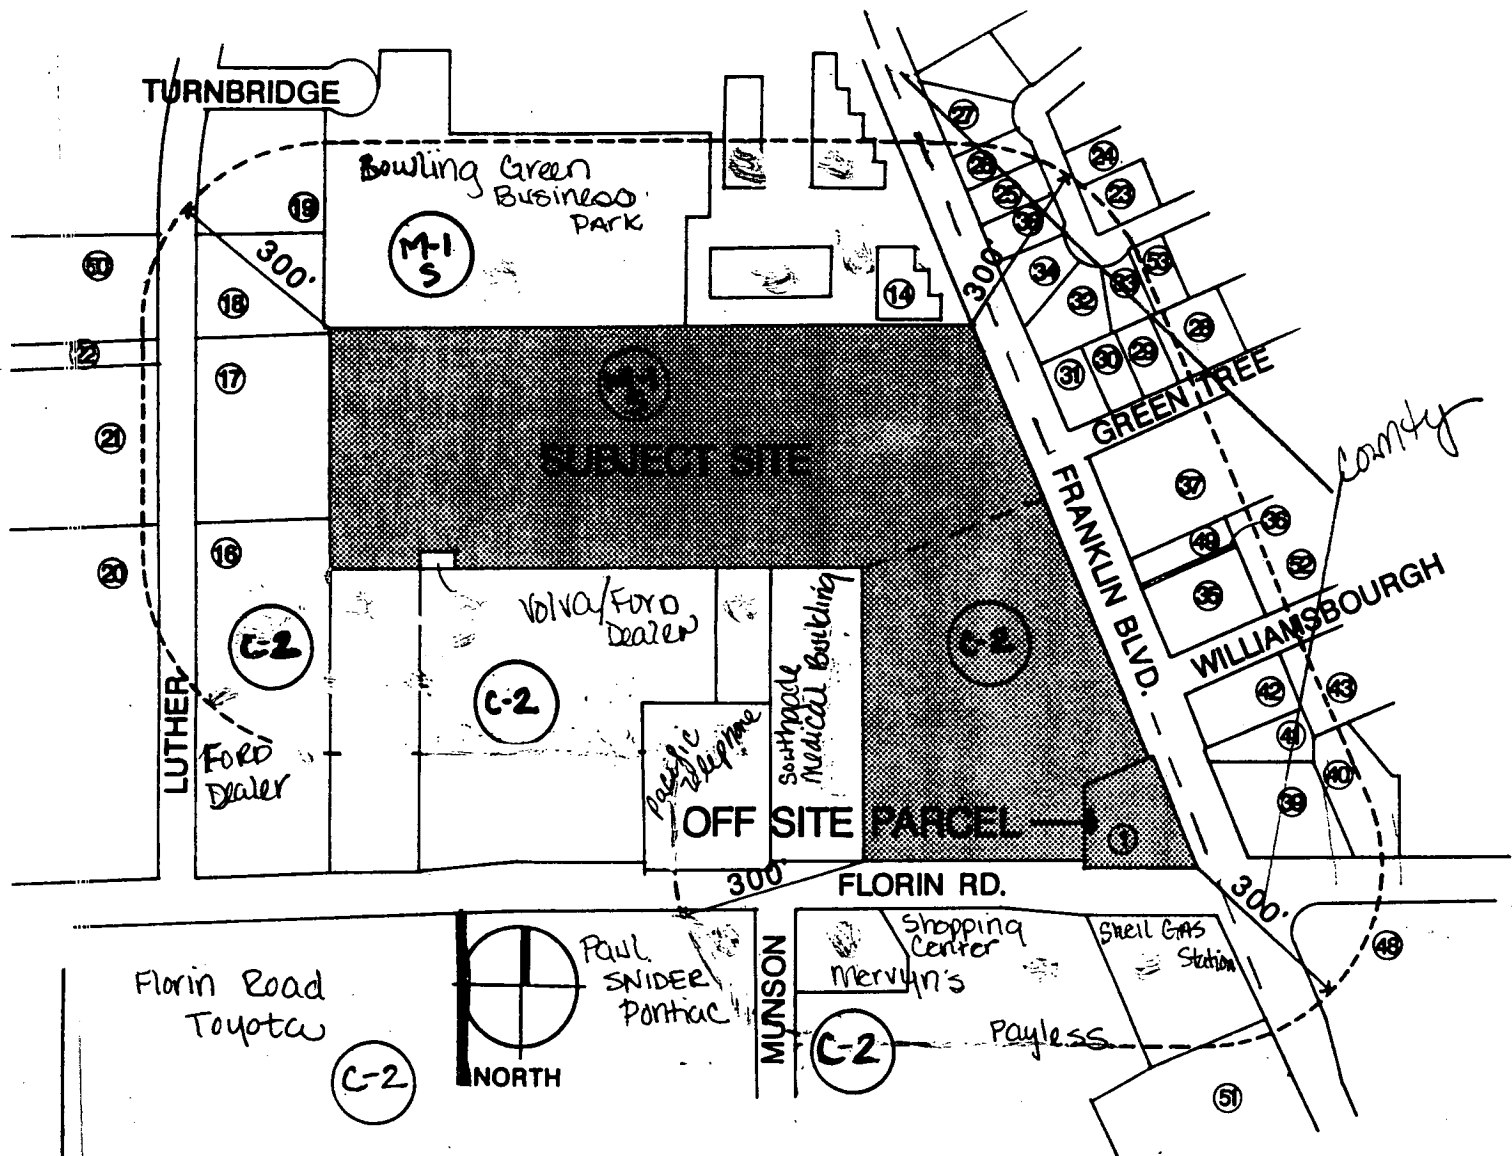 TURNBRIDGE
27
24
Bowling Green
Business
Park
26
23
25
19
38
M-1
S
300'
50
34
33
53
300'
18
14
32
28
22
17
M-1
S
31
30
29
GREEN TREE
21
SUBJECT SITE
County
FRANKLIN BLVD.
37
36
49
20
16
52
35
Volvo/Ford
Dealer
Southgate
Medical Building
WILLIAMSBOURGH
C-2
C-2
C-2
42
43
LUTHER
41
Pacific
Telephone
Ford
Dealer
40
39
OFF SITE PARCEL
1
300'
FLORIN RD.
300'
Paul
SNIDER
Pontiac
MUNSON
Shopping
Center
Mervyn's
Shell GAS
Station
48
Florin Road
Toyota
Payless
C-2
C-2
NORTH
51